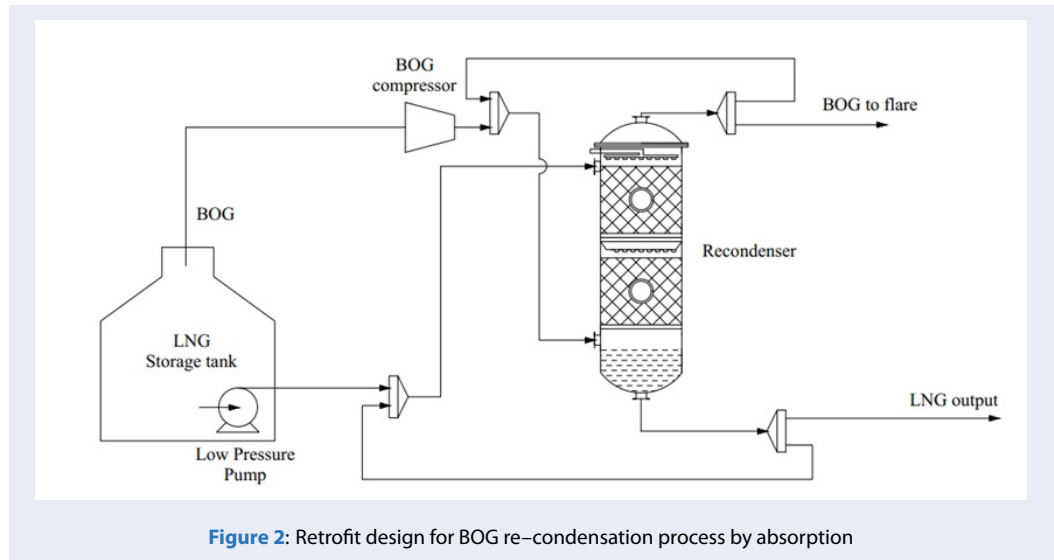 BOG
compressor
BOG to flare
BOG
Recondenser
LNG
Storage tank
LNG output
Low Pressure
Pump
Figure 2: Retrofit design for BOG re–condensation process by absorption